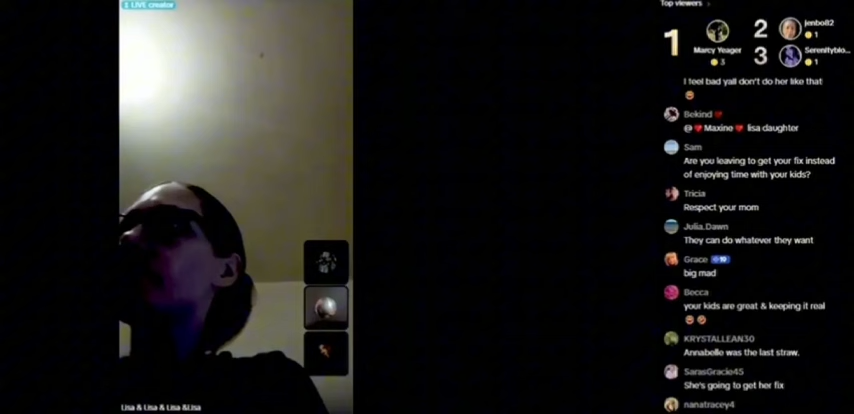 LIVE creator
Lisa & Lisa & Lisa &Lisa
Top viewers
1
Marcy Yeager
3
2
jenbo82
1
3
Serenityblo...
1
I feel bad yall don't do her like that
Bekind
@ Maxine lisa daughter
Sam
Are you leaving to get your fix instead
of enjoying time with your kids?
Tricia
Respect your mom
Julia.Dawn
They can do whatever they want
Grace
big mad
Becca
your kids are great & keeping it real
KRYSTALLEAN30
Annabelle was the last straw.
SarasGracie45
She's going to get her fix
nanatracey4